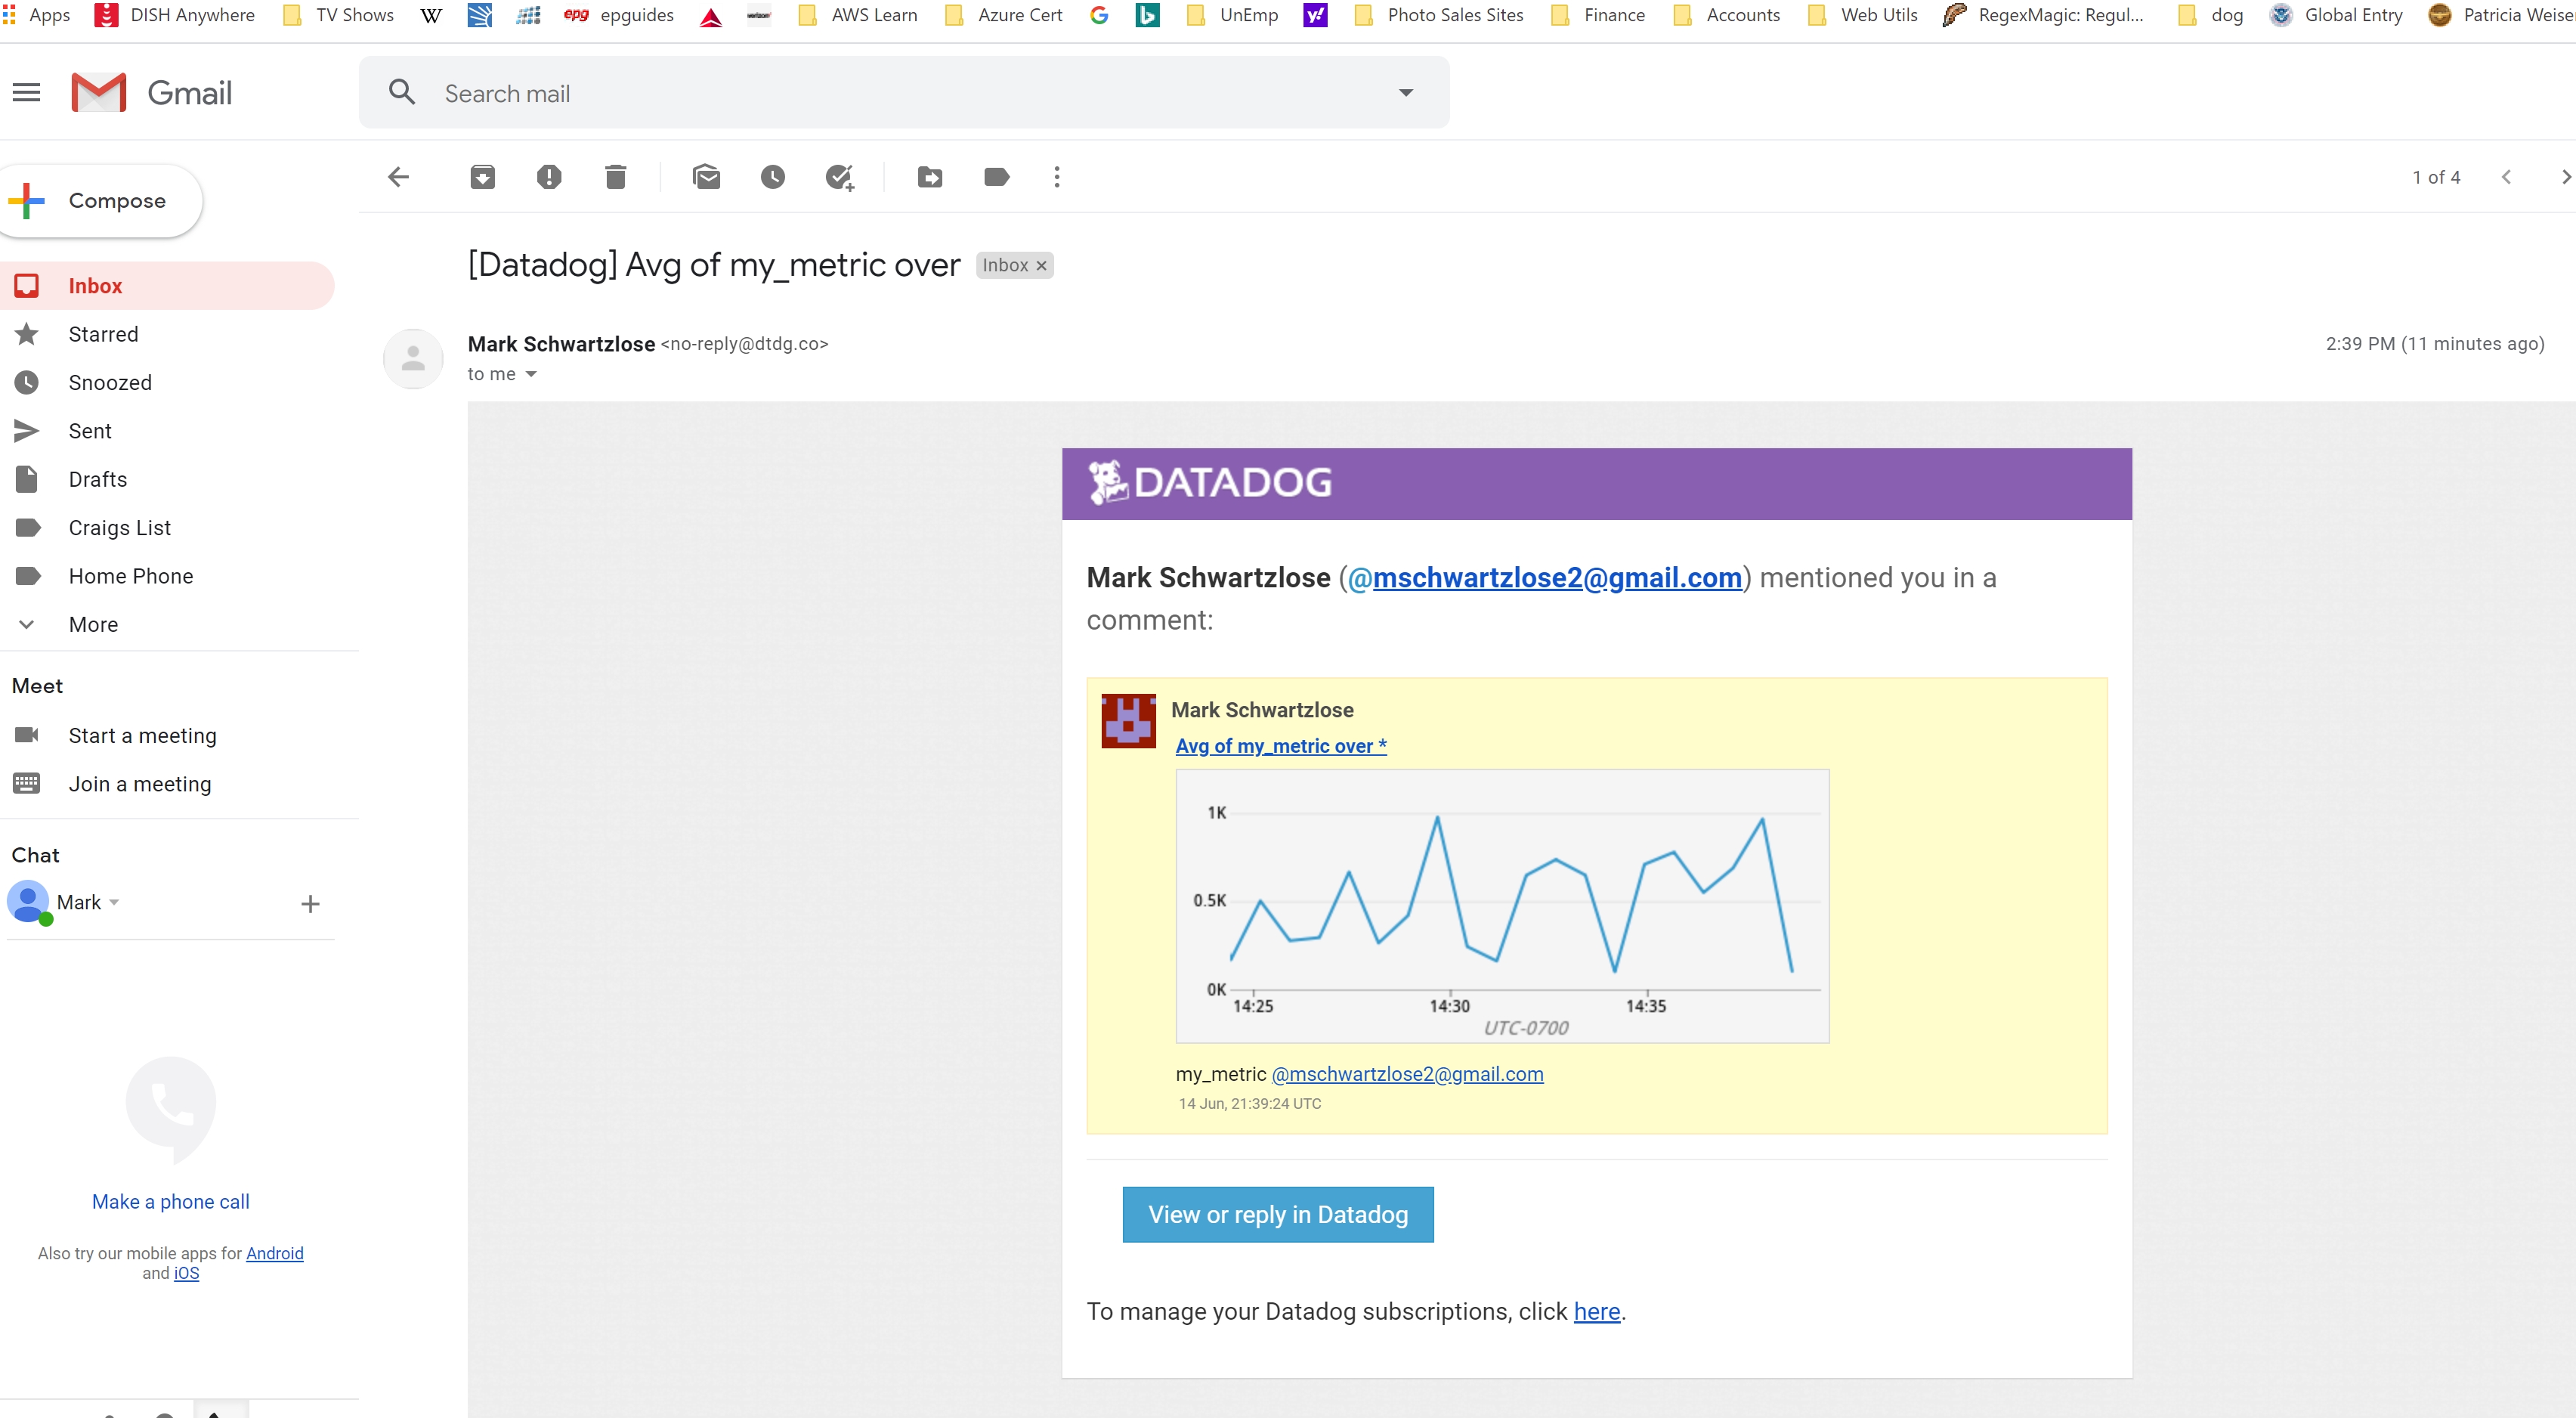 Apps DISH Anywhere TV Shows W epg epguides verizon AWS Learn Azure Cert G b UnEmp y! Photo Sales Sites Finance Accounts Web Utils RegexMagic: Regul... dog Global Entry Patricia Weise
Gmail Search mail
Compose
1 of 4
[Datadog] Avg of my_metric over Inbox ×
Inbox
Starred
Snoozed
Sent
Drafts
Craigs List
Home Phone
More
Meet
Start a meeting
Join a meeting
Chat
Mark
Make a phone call
Also try our mobile apps for Android
and iOS
Mark Schwartzlose <no-reply@dtdg.co> 2:39 PM (11 minutes ago)
to me
DATADOG
Mark Schwartzlose (@mschwartzlose2@gmail.com) mentioned you in a
comment:
Mark Schwartzlose
Avg of my_metric over *
1K
0.5K
0K
14:25 14:30 14:35
UTC-0700
my_metric @mschwartzlose2@gmail.com
14 Jun, 21:39:24 UTC
View or reply in Datadog
To manage your Datadog subscriptions, click here.